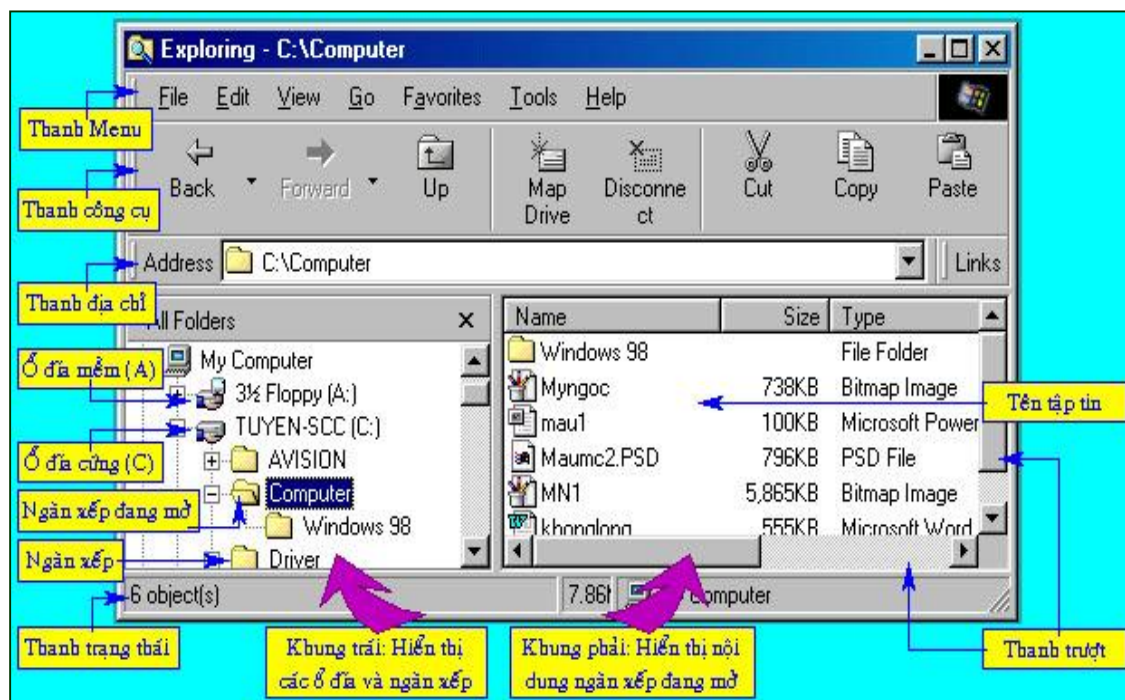 Exploring - C:\Computer
File Edit View Go Favorites Tools Help
Thanh Menu
Back Forward Up Map Drive Disconne ct Cut Copy Paste
Thanh công cụ
Address C:\Computer Links
Thanh địa chỉ
All Folders
Name Size Type
My Computer
Windows 98 File Folder
Ổ đĩa mềm (A)
3½ Floppy (A:)
Myngoc 738KB Bitmap Image
Tên tập tin
TUYEN-SCC (C:)
mau1 100KB Microsoft Power
Ổ đĩa cứng (C)
AVISION
Maumc2.PSD 796KB PSD File
Ngăn xếp đang mở
Computer
MN1 5,865KB Bitmap Image
Windows 98
khonglong 555KB Microsoft Word
Ngăn xếp
Driver
6 object(s)
7.86
Thanh trạng thái
Khung trái: Hiển thị
các ổ đĩa và ngăn xếp
Khung phải: Hiển thị nội
dung ngăn xếp đang mở
Thanh trượt